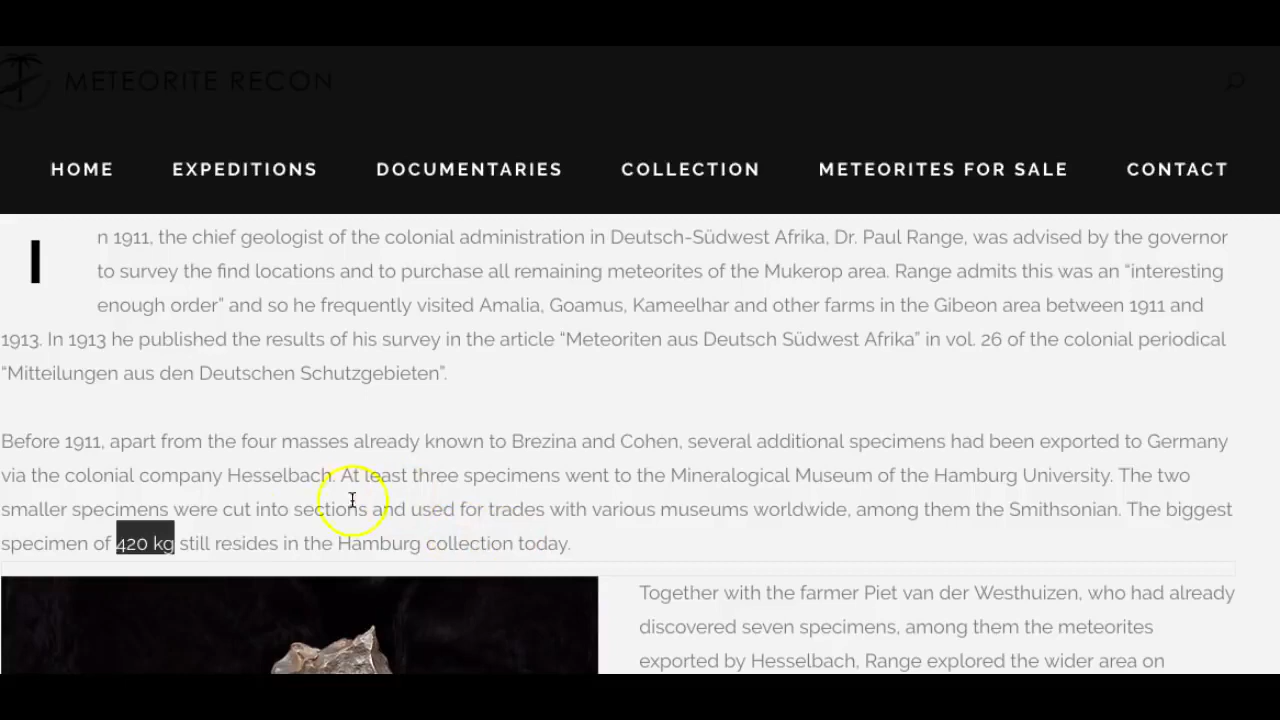 METEORITE RECON
HOME EXPEDITIONS DOCUMENTARIES COLLECTION METEORITES FOR SALE CONTACT
In 1911, the chief geologist of the colonial administration in Deutsch-Südwest Afrika, Dr. Paul Range, was advised by the governor
to survey the find locations and to purchase all remaining meteorites of the Mukerop area. Range admits this was an “interesting
enough order” and so he frequently visited Amalia, Goamus, Kameelhar and other farms in the Gibeon area between 1911 and
1913. In 1913 he published the results of his survey in the article “Meteoriten aus Deutsch Südwest Afrika” in vol. 26 of the colonial periodical
“Mitteilungen aus den Deutschen Schutzgebieten”.
Before 1911, apart from the four masses already known to Brezina and Cohen, several additional specimens had been exported to Germany
via the colonial company Hesselbach. At least three specimens went to the Mineralogical Museum of the Hamburg University. The two
smaller specimens were cut into sections and used for trades with various museums worldwide, among them the Smithsonian. The biggest
specimen of 420 kg still resides in the Hamburg collection today.
Together with the farmer Piet van der Westhuizen, who had already
discovered seven specimens, among them the meteorites
exported by Hesselbach, Range explored the wider area on